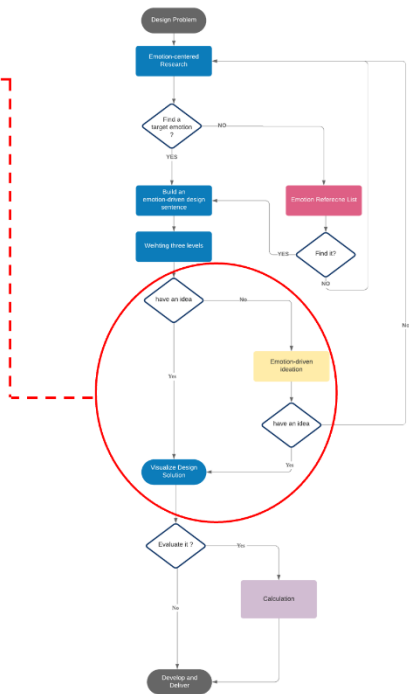 Design Problem
Emotion-centered
Research
Find a
target emotion
?
NO
YES
Build an
emotion-driven design
sentence
Emotion Referecne List
Weihting three levels
YES
Find it?
NO
have an idea
No
No
Emotion-driven
Ideation
Yes
have an idea
Yes
Visualize Design
Solution
Evaluate it ?
Yes
Calculation
No
Develop and
Deliver